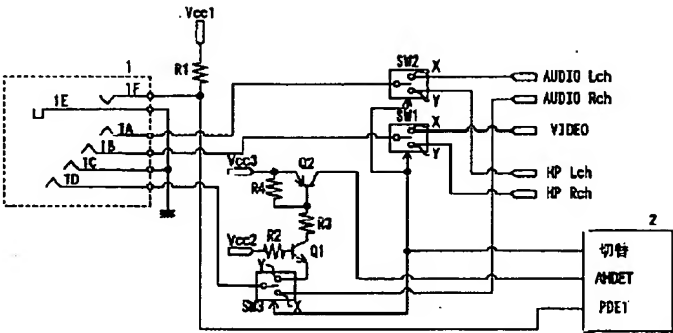 Vcc1
R1
1
1F
1E
1A
1B
1C
1D
SW2
X
Y
SW1
X
Y
AUDIO Lch
AUDIO Rch
VIDEO
HP Lch
HP Rch
Vcc3
Q2
R4
R3
Vcc2
R2
Q1
Y
SW3
X
2
切替
AHDET
PDET